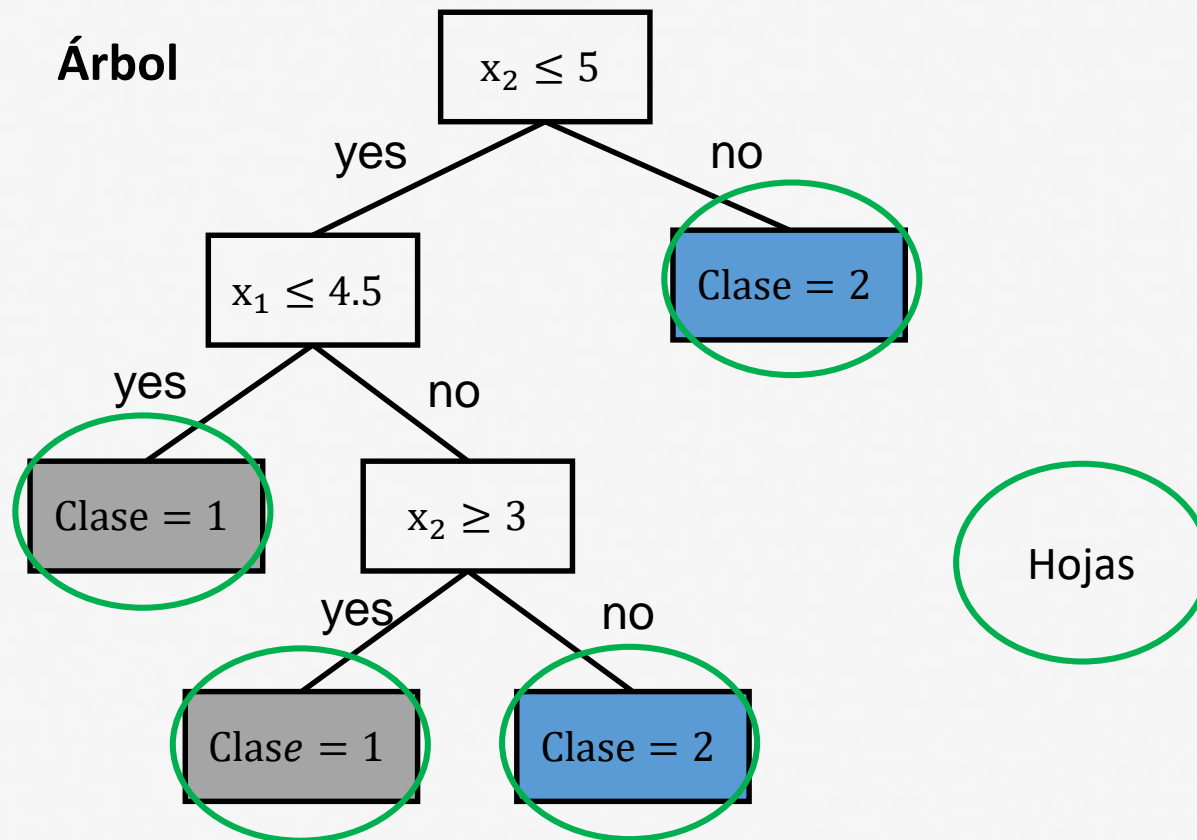 Árbol
x₂ ≤ 5
yes
no
x₁ ≤ 4.5
Clase = 2
yes
no
Clase = 1
x₂ ≥ 3
Hojas
yes
no
Clase = 1
Clase = 2